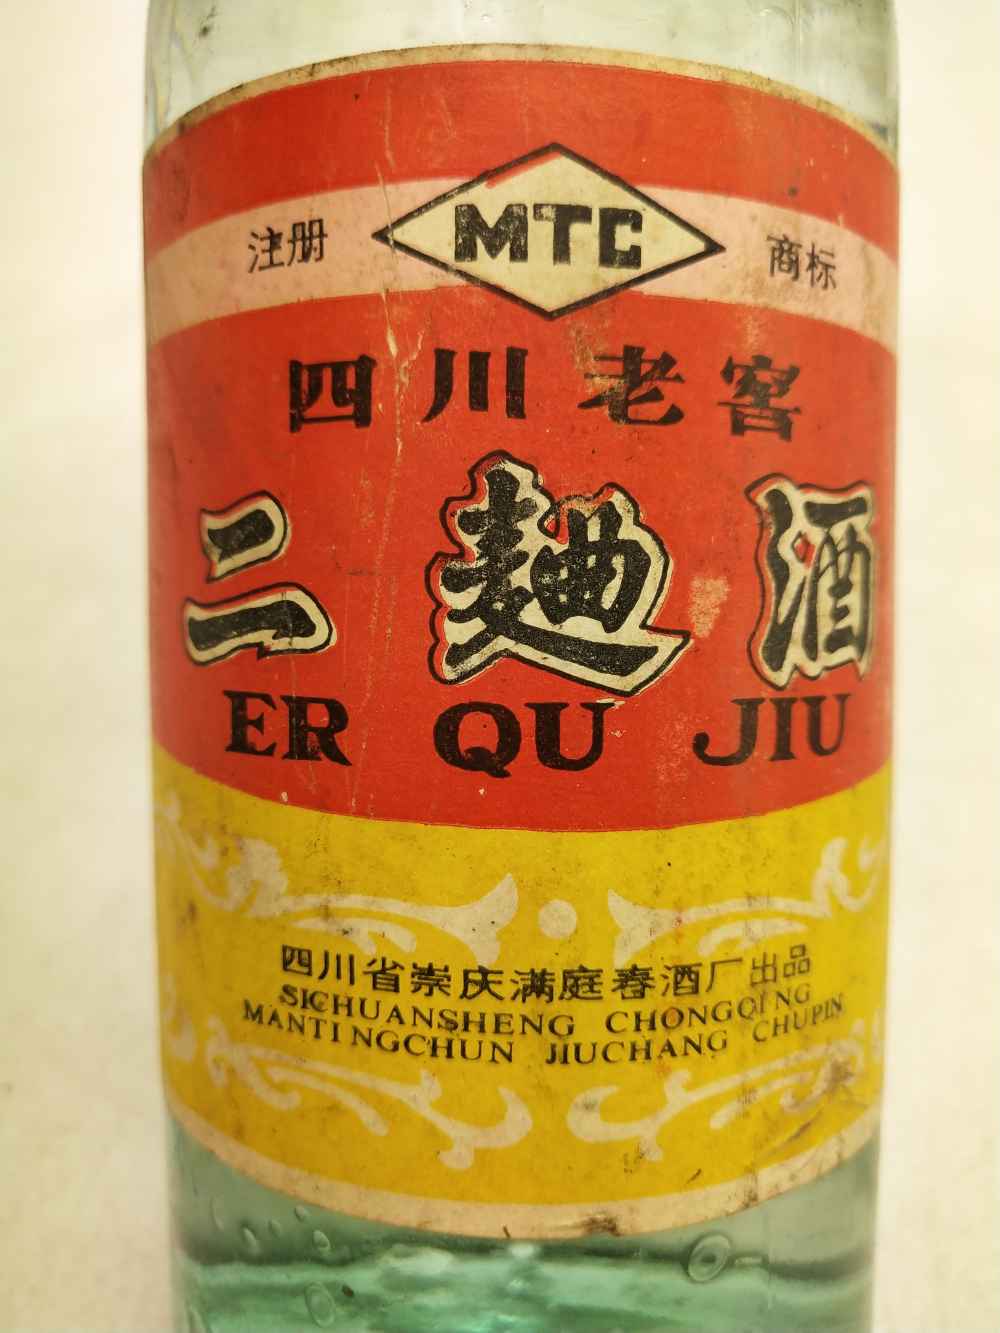 注册 MTC 商标
四川老窖
二麯酒
ER QU JIU
四川省崇庆满庭春酒厂出品
SICHUANSHENG CHONGQING
MANTINGCHUN JIUCHANG CHUPIN